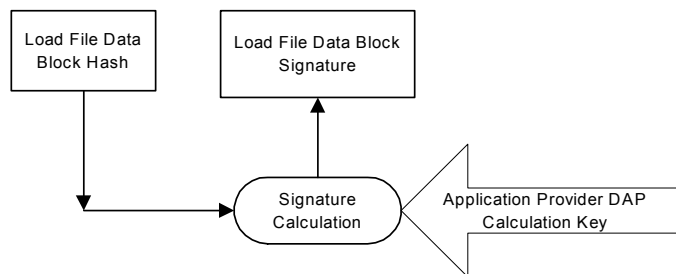 Load File Data
Block Hash
Load File Data Block
Signature
Signature
Calculation
Application Provider DAP
Calculation Key